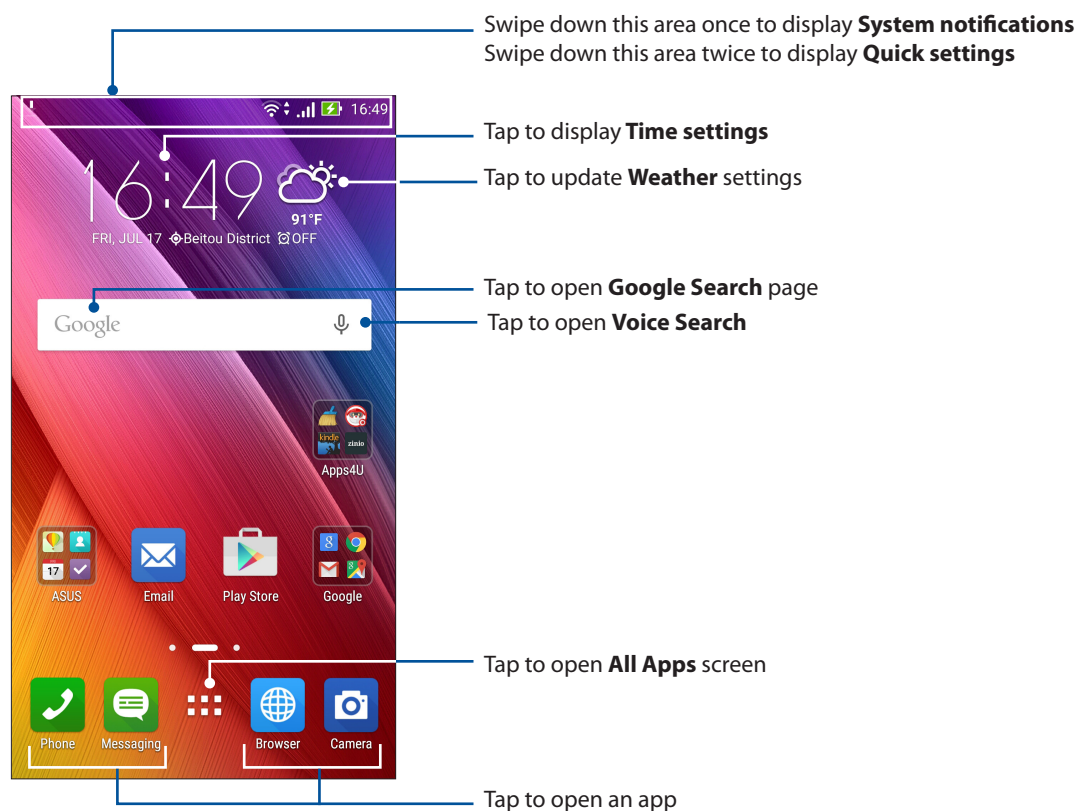 Swipe down this area once to display System notifications
Swipe down this area twice to display Quick settings
16:49
Tap to display Time settings
16:49
Tap to update Weather settings
91°F
FRI, JUL 17 Beitou District OFF
Tap to open Google Search page
Google
Tap to open Voice Search
kindle
zinio
Apps4U
8
17
ASUS
Email
Play Store
Google
Tap to open All Apps screen
Phone
Messaging
Browser
Camera
Tap to open an app